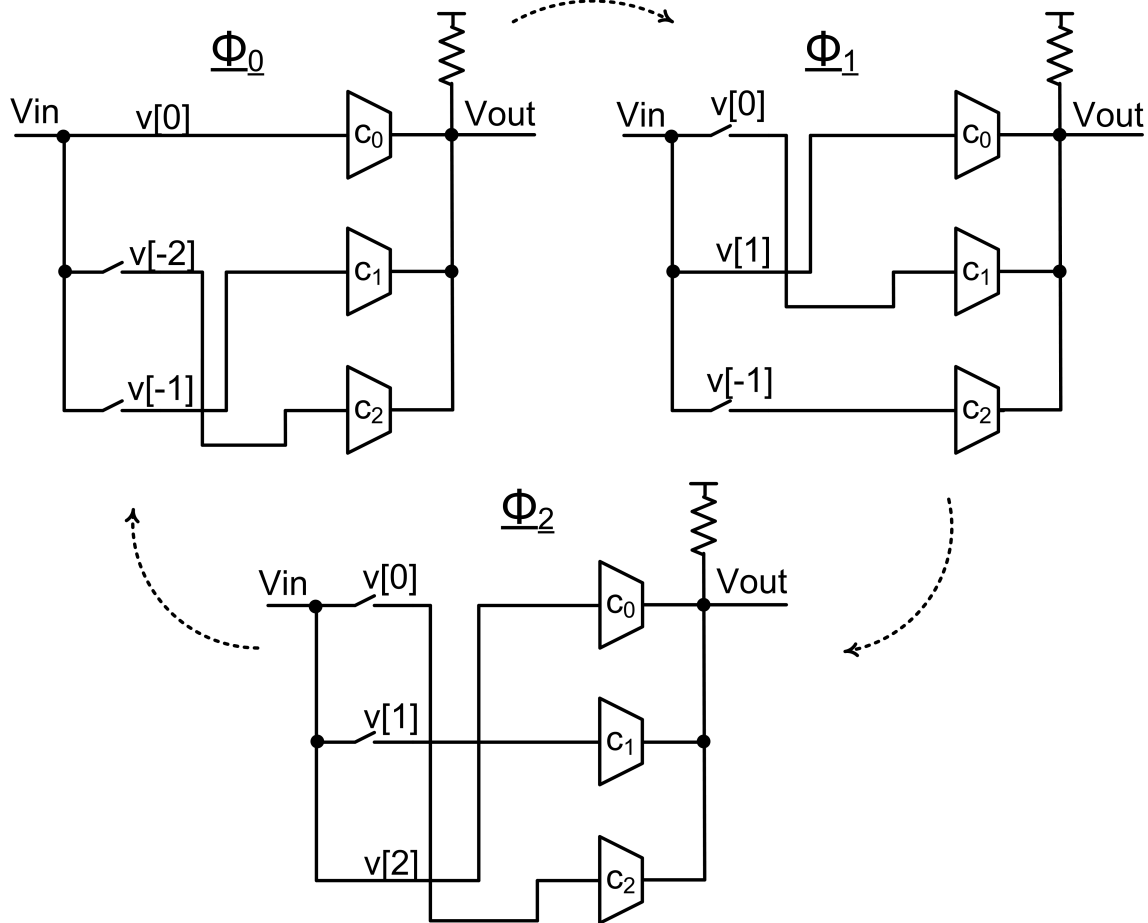 Φ0
Vin
v[0]
c0
Vout
v[-2]
c1
v[-1]
c2
Φ1
Vin
v[0]
c0
Vout
v[1]
c1
v[-1]
c2
Φ2
Vin
v[0]
c0
Vout
v[1]
c1
v[2]
c2